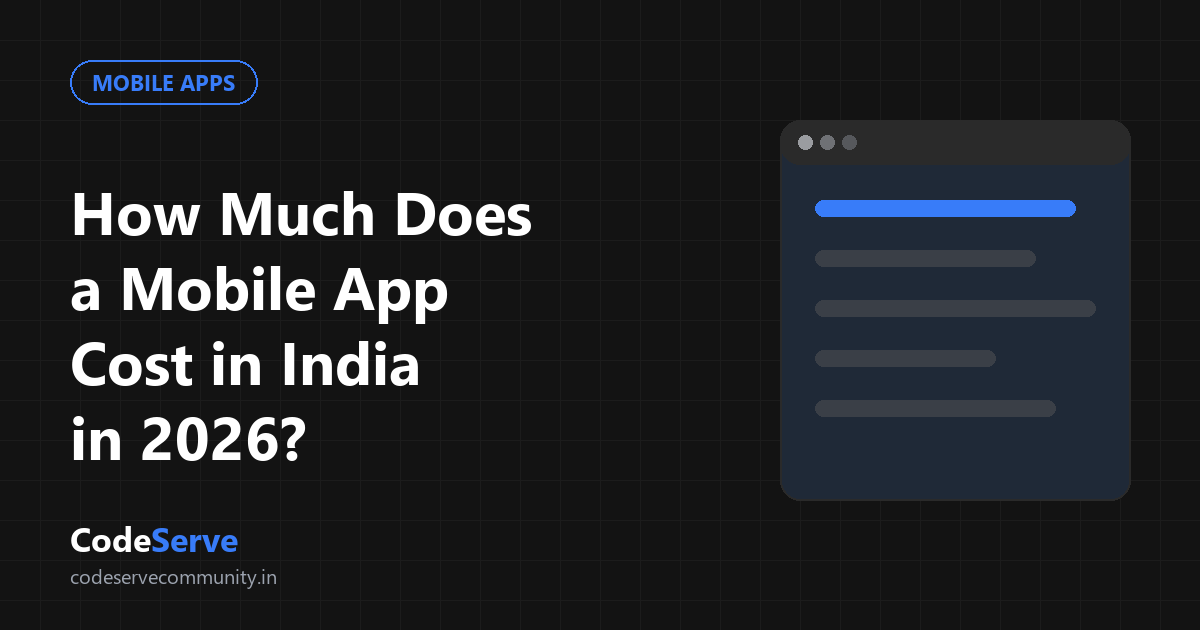 MOBILE APPS
How Much Does
a Mobile App
Cost in India
in 2026?
CodeServe
codeservecommunity.in